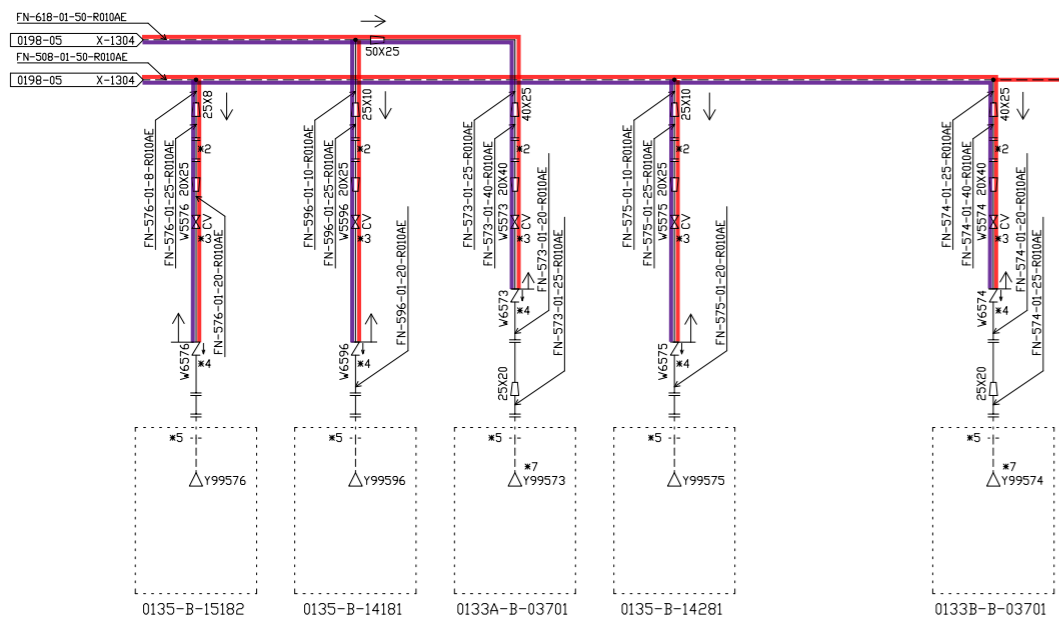 FN-618-01-50-R010AE
0198-05 X-1304
50X25
FN-508-01-50-R010AE
0198-05 X-1304
FN-576-01-8-R010AE
FN-576-01-25-R010AE
25X8
*2
W5576 20X25
CV
*3
FN-576-01-20-R010AE
W6576
*4
*5
Y99576
0135-B-15182
FN-596-01-10-R010AE
FN-596-01-25-R010AE
25X10
*2
W5596 20X25
CV
*3
FN-596-01-20-R010AE
W6596
*4
*5
Y99596
0135-B-14181
FN-573-01-25-R010AE
FN-573-01-40-R010AE
40X25
*2
W5573 20X40
CV
*3
FN-573-01-20-R010AE
FN-573-01-25-R010AE
W6573
*4
25X20
*5
*7
Y99573
0133A-B-03701
FN-575-01-10-R010AE
FN-575-01-25-R010AE
25X10
*2
W5575 20X25
CV
*3
FN-575-01-20-R010AE
W6575
*4
*5
Y99575
0135-B-14281
FN-574-01-25-R010AE
FN-574-01-40-R010AE
40X25
*2
W5574 20X40
CV
*3
FN-574-01-20-R010AE
FN-574-01-25-R010AE
W6574
*4
25X20
*5
*7
Y99574
0133B-B-03701